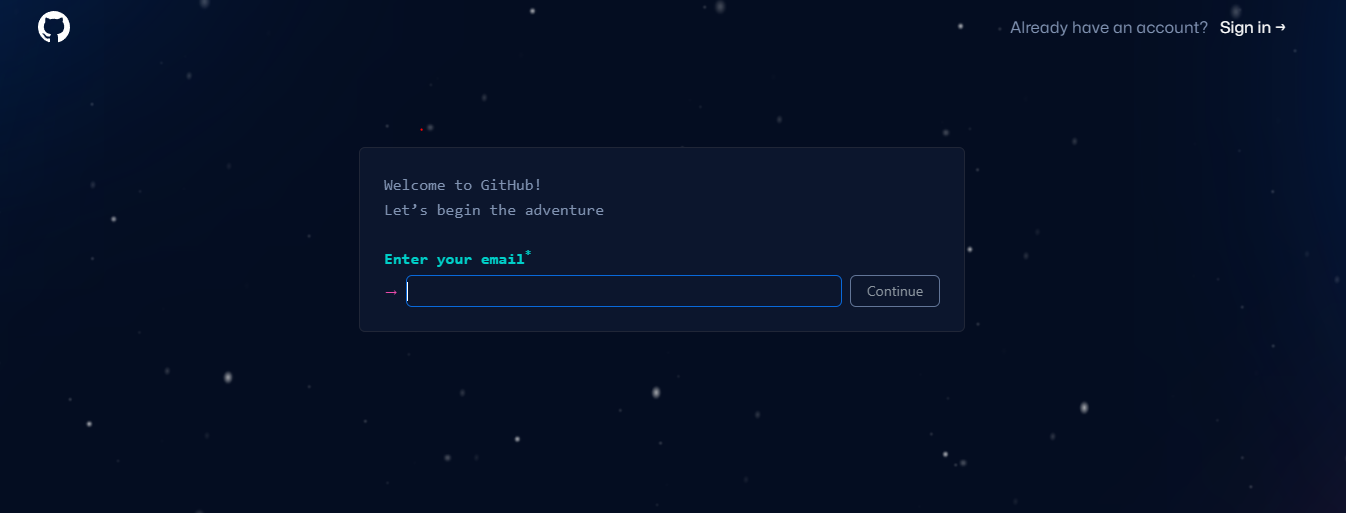 Already have an account? Sign in →
Welcome to GitHub!
Let’s begin the adventure
Enter your email*
→ Continue